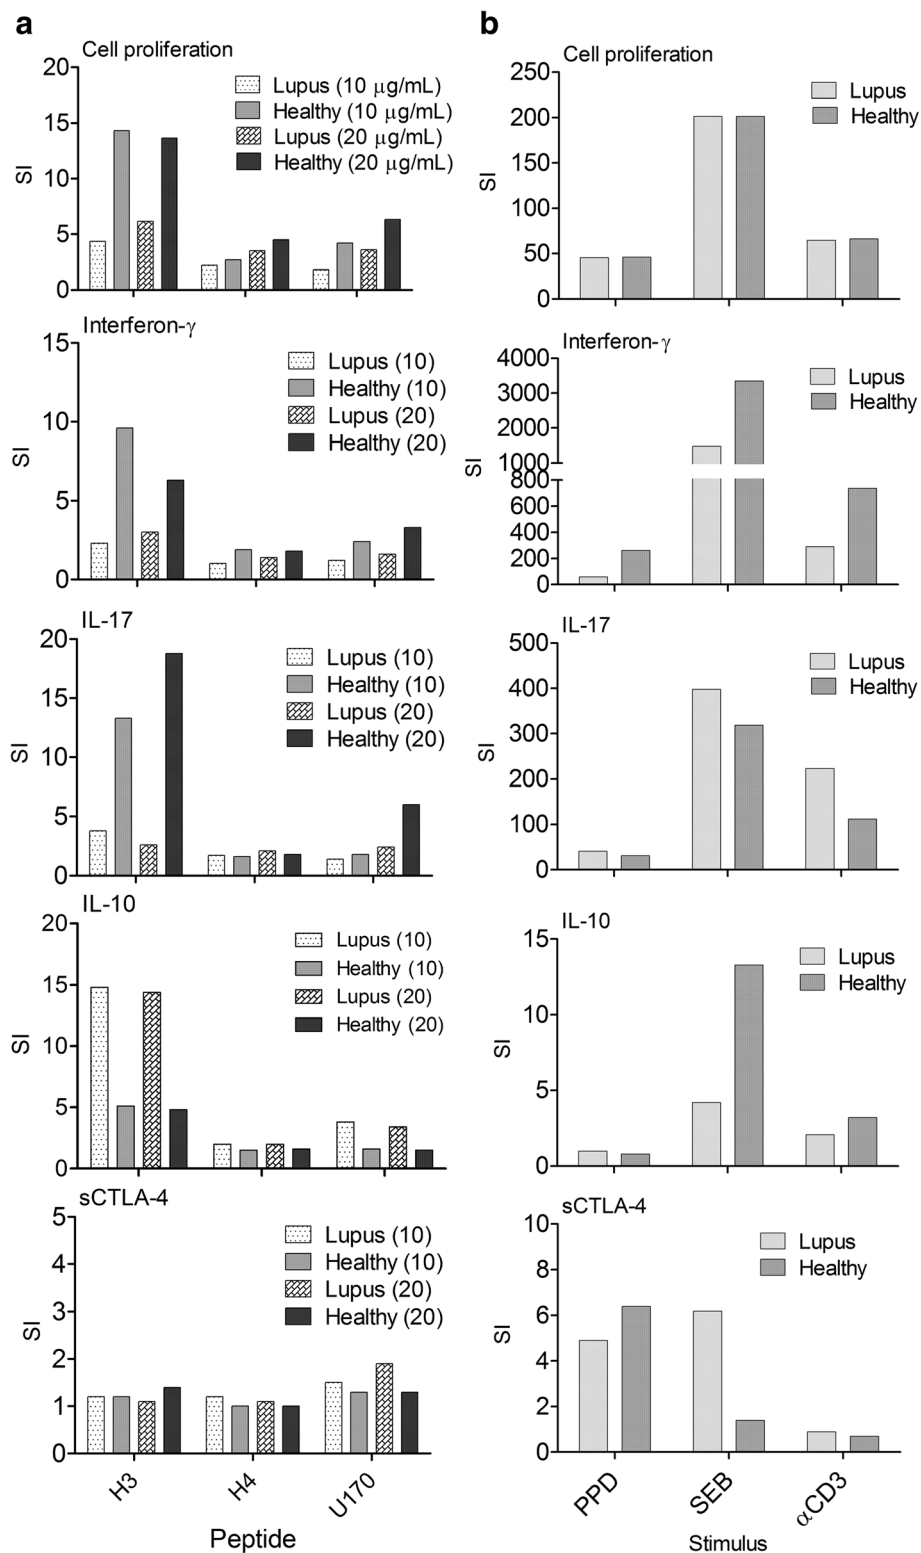 a
Cell proliferation
20
15
10
5
0
SI
Lupus (10 µg/mL)
Healthy (10 µg/mL)
Lupus (20 µg/mL)
Healthy (20 µg/mL)
Interferon-γ
15
10
5
0
SI
Lupus (10)
Healthy (10)
Lupus (20)
Healthy (20)
IL-17
20
15
10
5
0
SI
Lupus (10)
Healthy (10)
Lupus (20)
Healthy (20)
IL-10
20
15
10
5
0
SI
Lupus (10)
Healthy (10)
Lupus (20)
Healthy (20)
sCTLA-4
5
4
3
2
1
0
SI
Lupus (10)
Healthy (10)
Lupus (20)
Healthy (20)
H3
H4
U170
Peptide
b
Cell proliferation
250
200
150
100
50
0
SI
Lupus
Healthy
Interferon-γ
4000
3000
2000
1000
800
600
400
200
0
SI
Lupus
Healthy
IL-17
500
400
300
200
100
0
SI
Lupus
Healthy
IL-10
15
10
5
0
SI
Lupus
Healthy
sCTLA-4
10
8
6
4
2
0
SI
Lupus
Healthy
PPD
SEB
αCD3
Stimulus